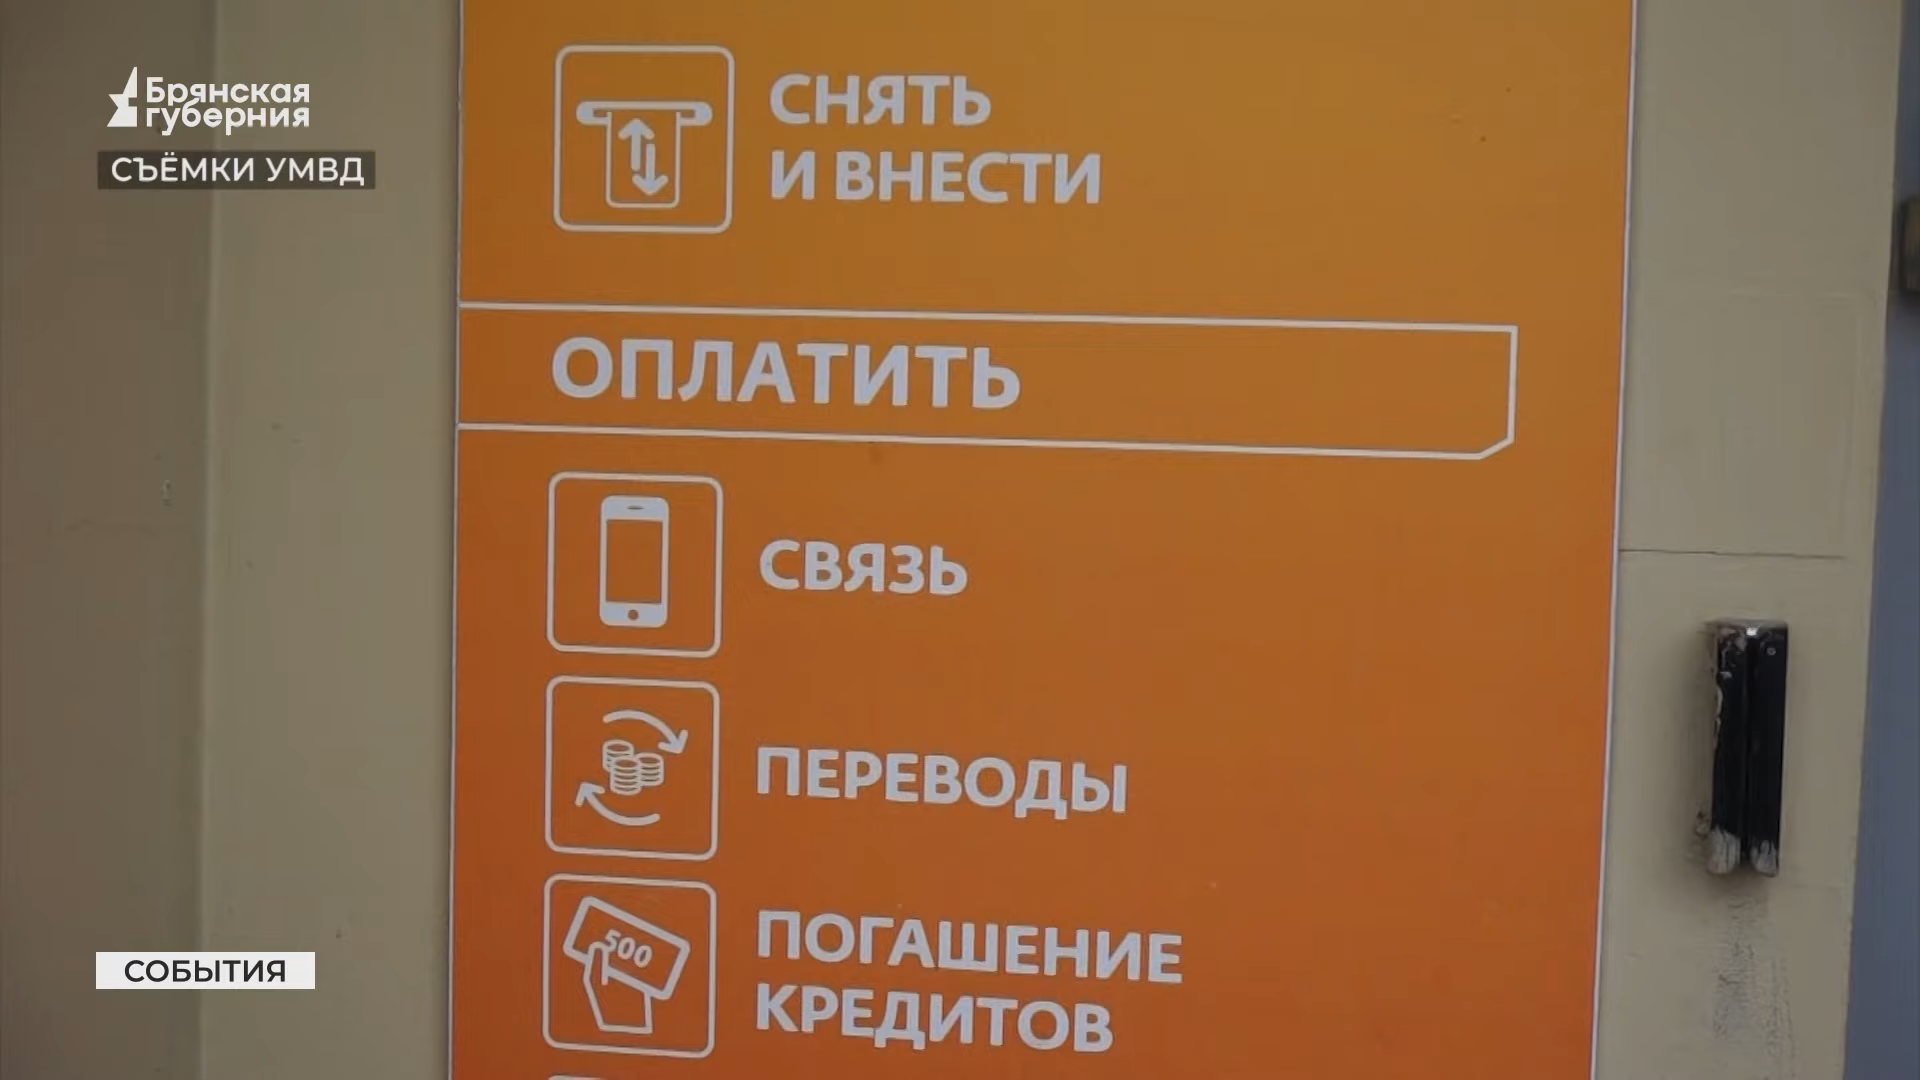 Брянская
губерния
СЪЁМКИ УМВД
СНЯТЬ
И ВНЕСТИ
ОПЛАТИТЬ
СВЯЗЬ
ПЕРЕВОДЫ
500
ПОГАШЕНИЕ
КРЕДИТОВ
СОБЫТИЯ